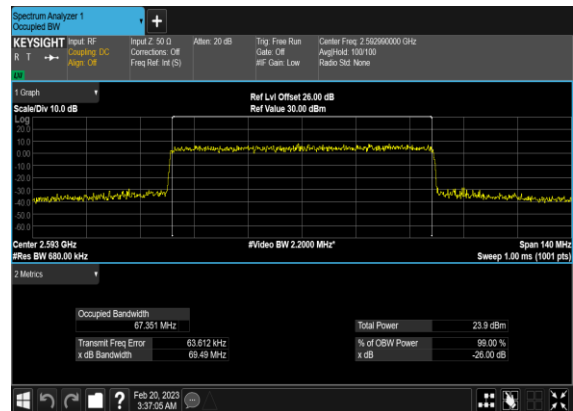 Spectrum Analyzer 1
Occupied BW
KEYSIGHT Input: RF Input Z: 50 Ω Atten: 20 dB Trig: Free Run Center Freq: 2.592990000 GHz
R T Coupling: DC Corrections: Off Gate: Off Avg|Hold: 100/100
Align: Off Freq Ref: Int (S) #IF Gain: Low Radio Std: None
1 Graph
Ref Lvl Offset 26.00 dB
Scale/Div 10.0 dB Ref Value 30.00 dBm
Log
20.0
10.0
0.00
-10.0
-20.0
-30.0
-40.0
-50.0
-60.0
Center 2.593 GHz #Video BW 2.2000 MHz* Span 140 MHz
#Res BW 680.00 kHz Sweep 1.00 ms (1001 pts)
2 Metrics
Occupied Bandwidth
67.351 MHz Total Power 23.9 dBm
Transmit Freq Error 63.612 kHz % of OBW Power 99.00 %
x dB Bandwidth 69.49 MHz x dB -26.00 dB
Feb 20, 2023
3:37:05 AM